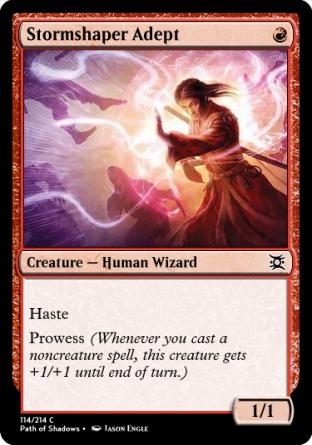 Stormshaper Adept
Creature — Human Wizard
Haste
Prowess (Whenever you cast a
noncreature spell, this creature gets
+1/+1 until end of turn.)
1/1
114/214 C
Path of Shadows • Jason Engle